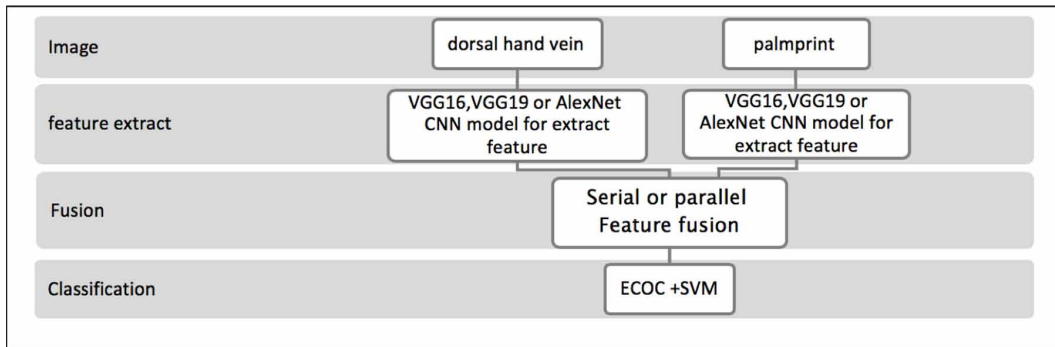 Image
dorsal hand vein
palmprint
feature extract
VGG16,VGG19 or AlexNet
CNN model for extract
feature
VGG16,VGG19 or
AlexNet CNN model for
extract feature
Fusion
Serial or parallel
Feature fusion
Classification
ECOC +SVM